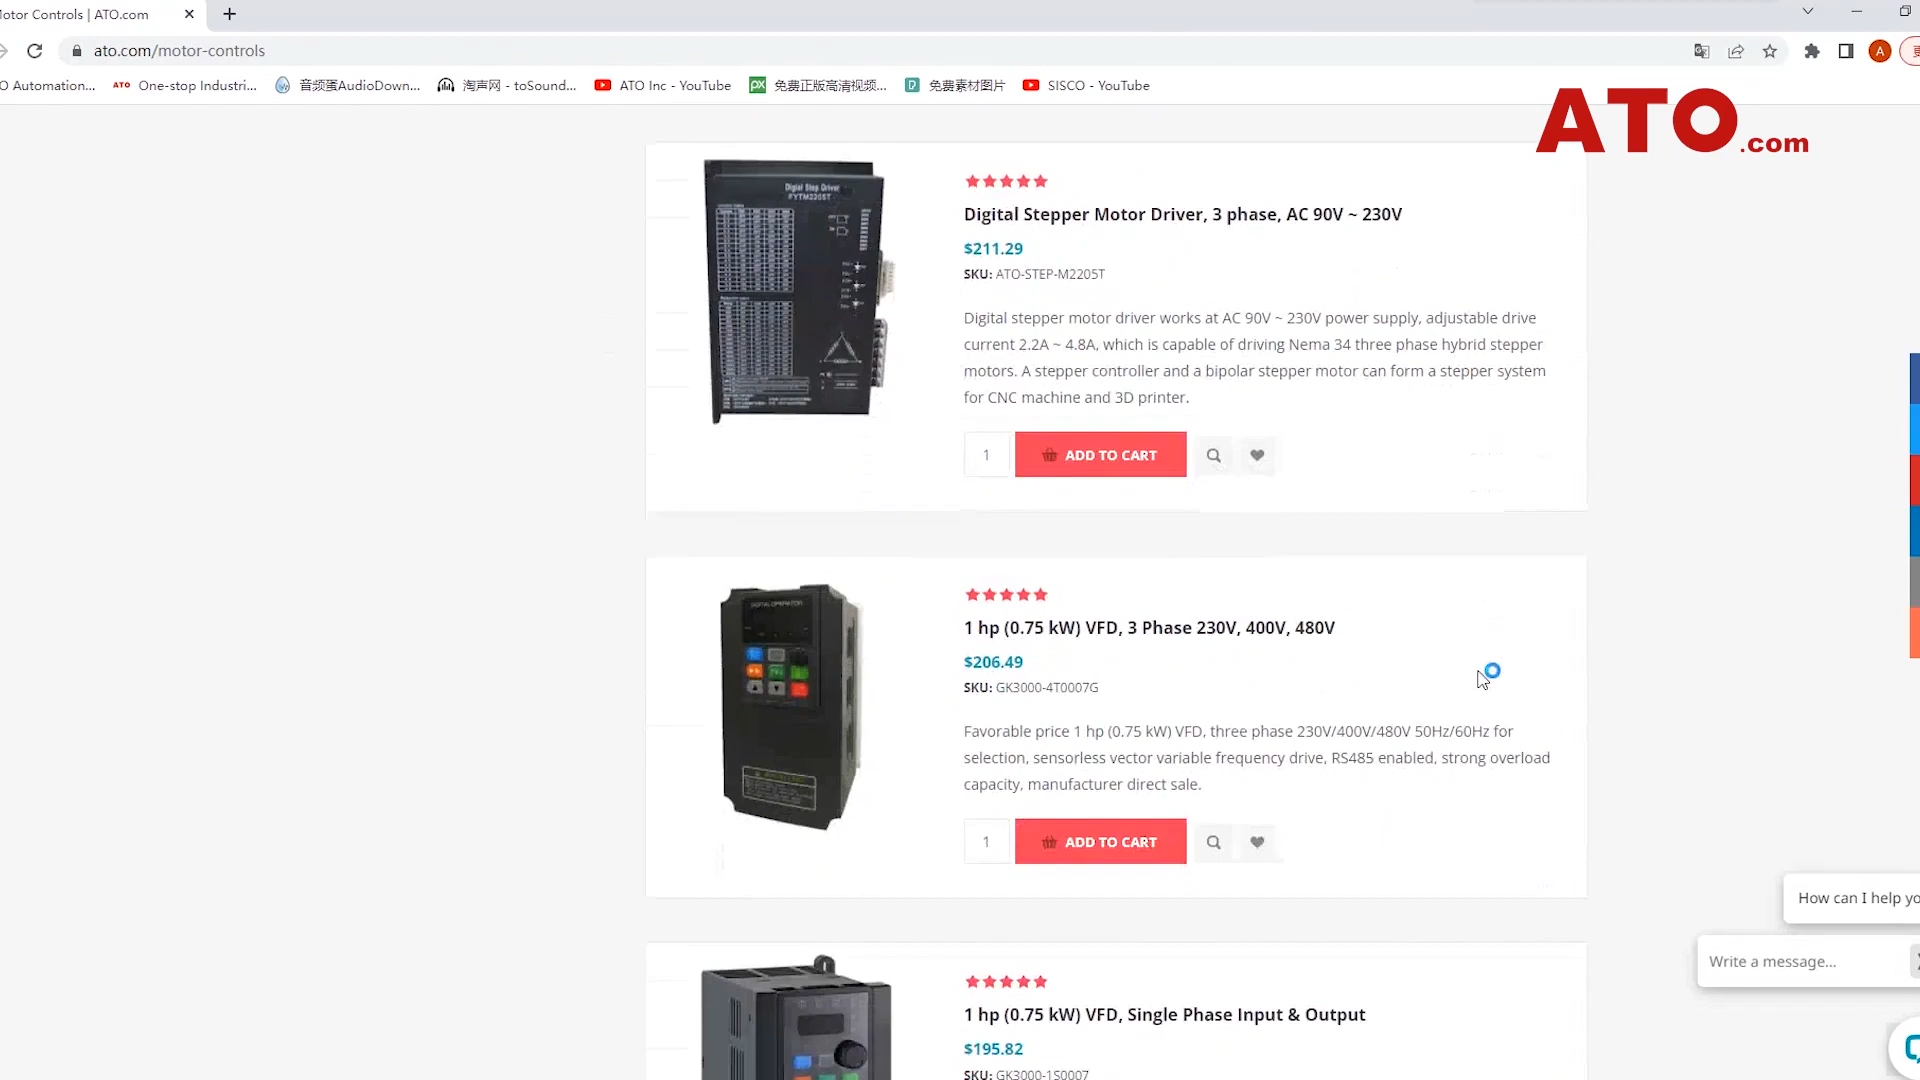 otor Controls | ATO.com
ato.com/motor-controls
A
O Automation...
ATO One-stop Industri...
音频蛋AudioDown...
淘声网 - toSound...
ATO Inc - YouTube
px 免费正版高清视频...
免费素材图片
SISCO - YouTube
ATO.com
Digital Step Driver
FYTM2205T
Digital Stepper Motor Driver, 3 phase, AC 90V ~ 230V
$211.29
SKU: ATO-STEP-M2205T
Digital stepper motor driver works at AC 90V ~ 230V power supply, adjustable drive
current 2.2A ~ 4.8A, which is capable of driving Nema 34 three phase hybrid stepper
motors. A stepper controller and a bipolar stepper motor can form a stepper system
for CNC machine and 3D printer.
1
ADD TO CART
DIGITAL OPERATOR
1 hp (0.75 kW) VFD, 3 Phase 230V, 400V, 480V
$206.49
SKU: GK3000-4T0007G
Favorable price 1 hp (0.75 kW) VFD, three phase 230V/400V/480V 50Hz/60Hz for
selection, sensorless vector variable frequency drive, RS485 enabled, strong overload
capacity, manufacturer direct sale.
1
ADD TO CART
1 hp (0.75 kW) VFD, Single Phase Input & Output
$195.82
SKU: GK3000-1S0007
How can I help yo
Write a message...